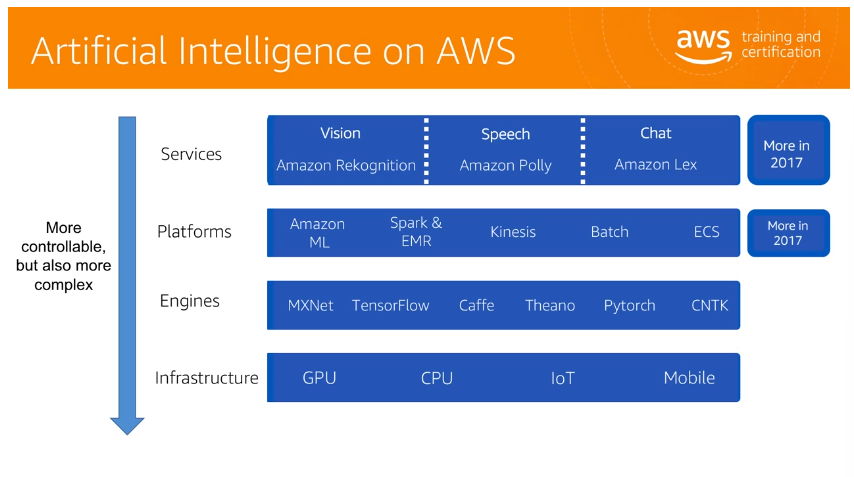 Artificial Intelligence on AWS
aws
training and
certification
More
controllable,
but also more
complex
Services
Vision
Amazon Rekognition
Speech
Amazon Polly
Chat
Amazon Lex
More in
2017
Platforms
Amazon
ML
Spark &
EMR
Kinesis
Batch
ECS
More in
2017
Engines
MXNet
TensorFlow
Caffe
Theano
Pytorch
CNTK
Infrastructure
GPU
CPU
IoT
Mobile